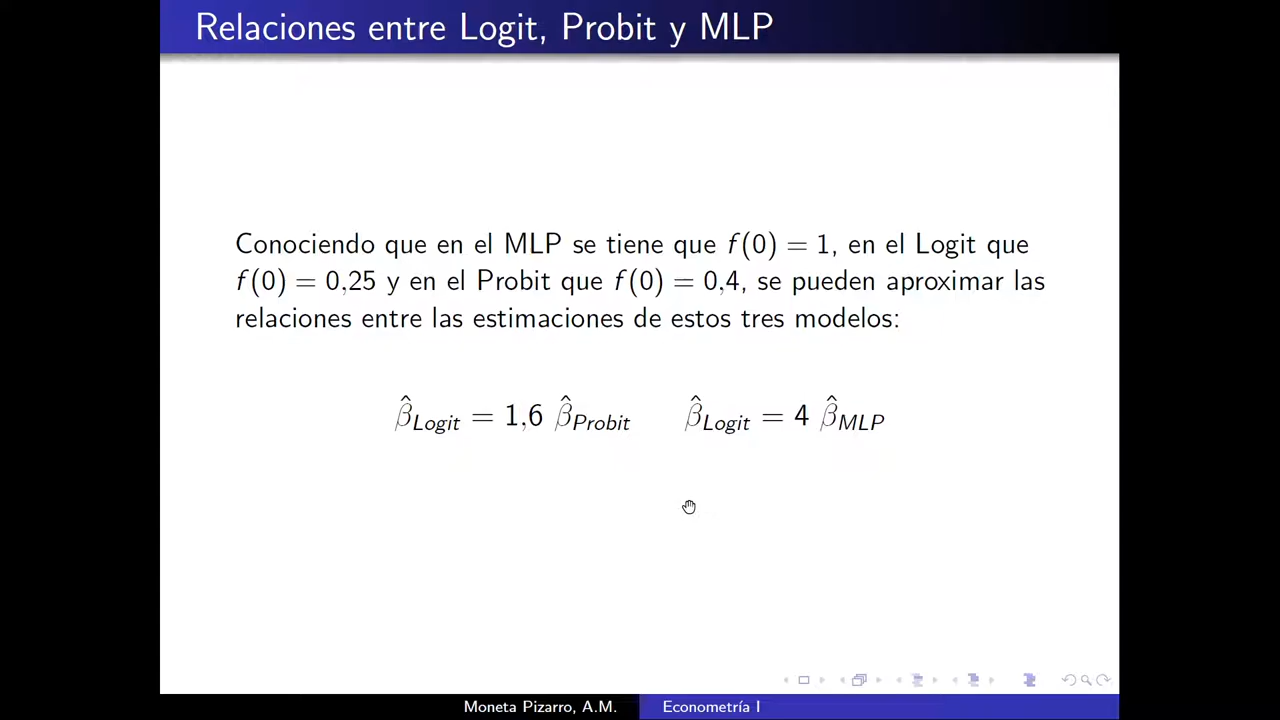 Relaciones entre Logit, Probit y MLP
Conociendo que en el MLP se tiene que f(0) = 1, en el Logit que
f(0) = 0,25 y en el Probit que f(0) = 0,4, se pueden aproximar las
relaciones entre las estimaciones de estos tres modelos:
β̂_Logit = 1,6 β̂_Probit β̂_Logit = 4 β̂_MLP
Moneta Pizarro, A.M. Econometría I